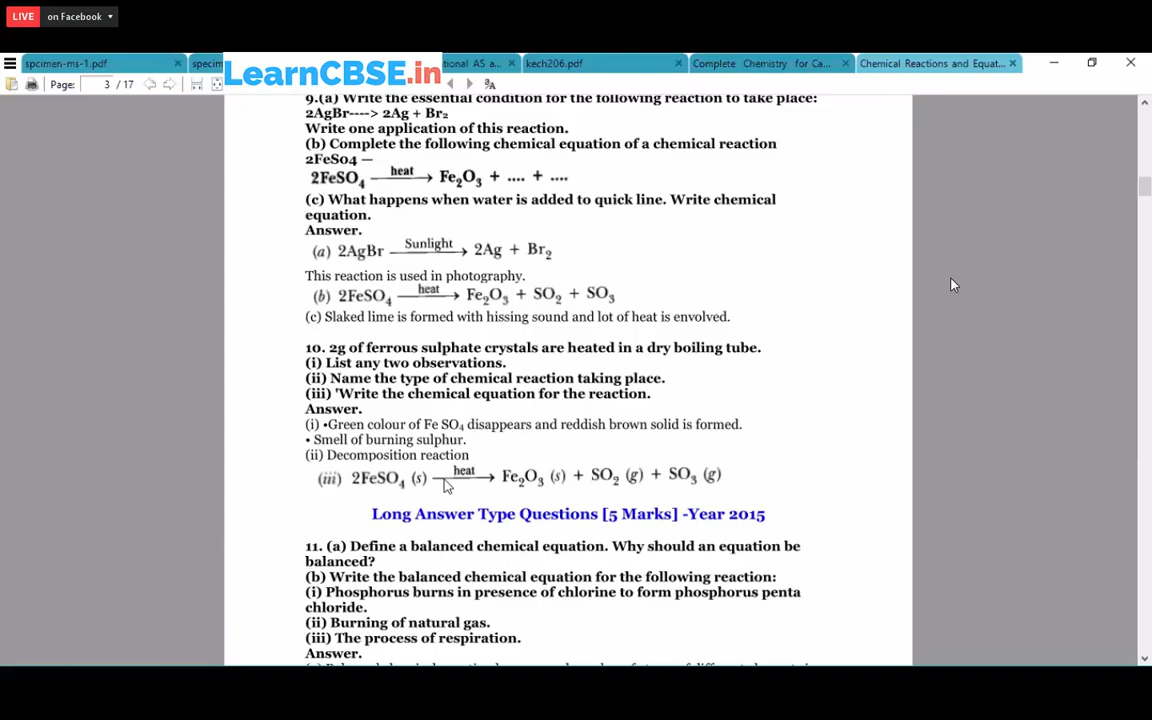 LIVE on Facebook
spcimen-ms-1.pdf × specim tional AS a... × kech206.pdf × Complete Chemistry for Ca... × Chemical Reactions and Equat... ×
LearnCBSE.in
Page: 3 / 17
9.(a) Write the essential condition for the following reaction to take place:
2AgBr----> 2Ag + Br₂
Write one application of this reaction.
(b) Complete the following chemical equation of a chemical reaction
2FeSo4 —
2FeSO₄ heat → Fe₂O₃ + .... + ....
(c) What happens when water is added to quick line. Write chemical
equation.
Answer.
(a) 2AgBr Sunlight → 2Ag + Br₂
This reaction is used in photography.
(b) 2FeSO₄ heat → Fe₂O₃ + SO₂ + SO₃
(c) Slaked lime is formed with hissing sound and lot of heat is envolved.
10. 2g of ferrous sulphate crystals are heated in a dry boiling tube.
(i) List any two observations.
(ii) Name the type of chemical reaction taking place.
(iii) 'Write the chemical equation for the reaction.
Answer.
(i) •Green colour of Fe SO₄ disappears and reddish brown solid is formed.
• Smell of burning sulphur.
(ii) Decomposition reaction
(iii) 2FeSO₄ (s) heat → Fe₂O₃ (s) + SO₂ (g) + SO₃ (g)
Long Answer Type Questions [5 Marks] -Year 2015
11. (a) Define a balanced chemical equation. Why should an equation be
balanced?
(b) Write the balanced chemical equation for the following reaction:
(i) Phosphorus burns in presence of chlorine to form phosphorus penta
chloride.
(ii) Burning of natural gas.
(iii) The process of respiration.
Answer.